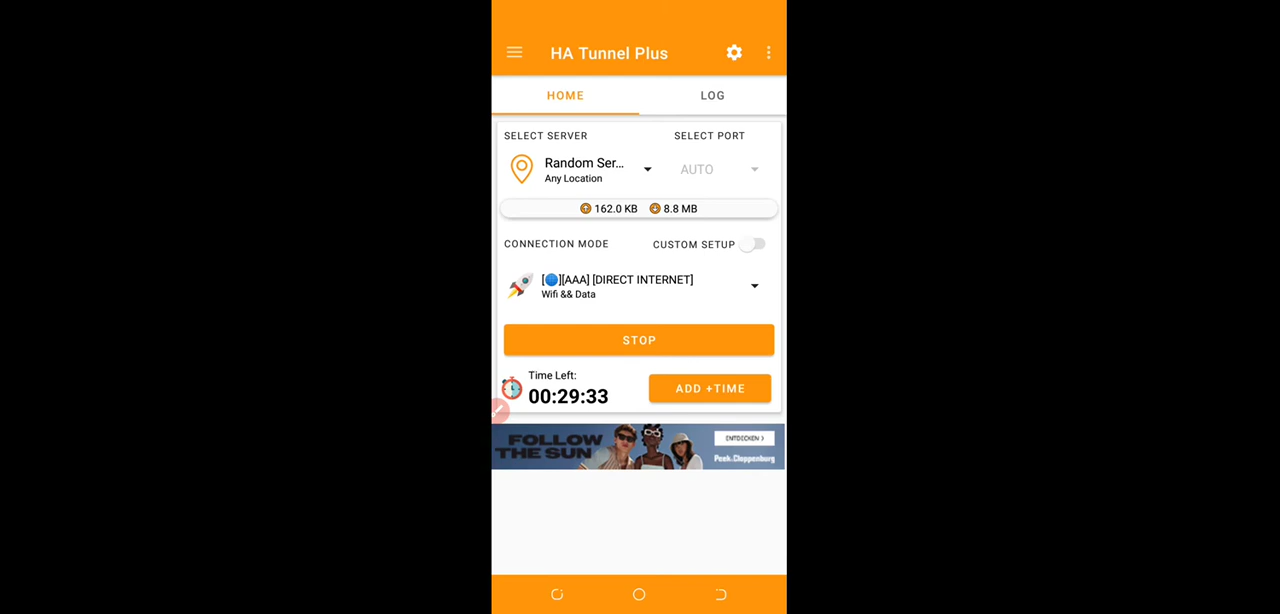 HA Tunnel Plus
HOME
LOG
SELECT SERVER
SELECT PORT
Random Ser...
Any Location
AUTO
162.0 KB
8.8 MB
CONNECTION MODE
CUSTOM SETUP
[🌐][AAA] [DIRECT INTERNET]
Wifi && Data
STOP
Time Left:
00:29:33
ADD +TIME
FOLLOW
THE SUN
ENTDECKEN >
Peek&Cloppenburg